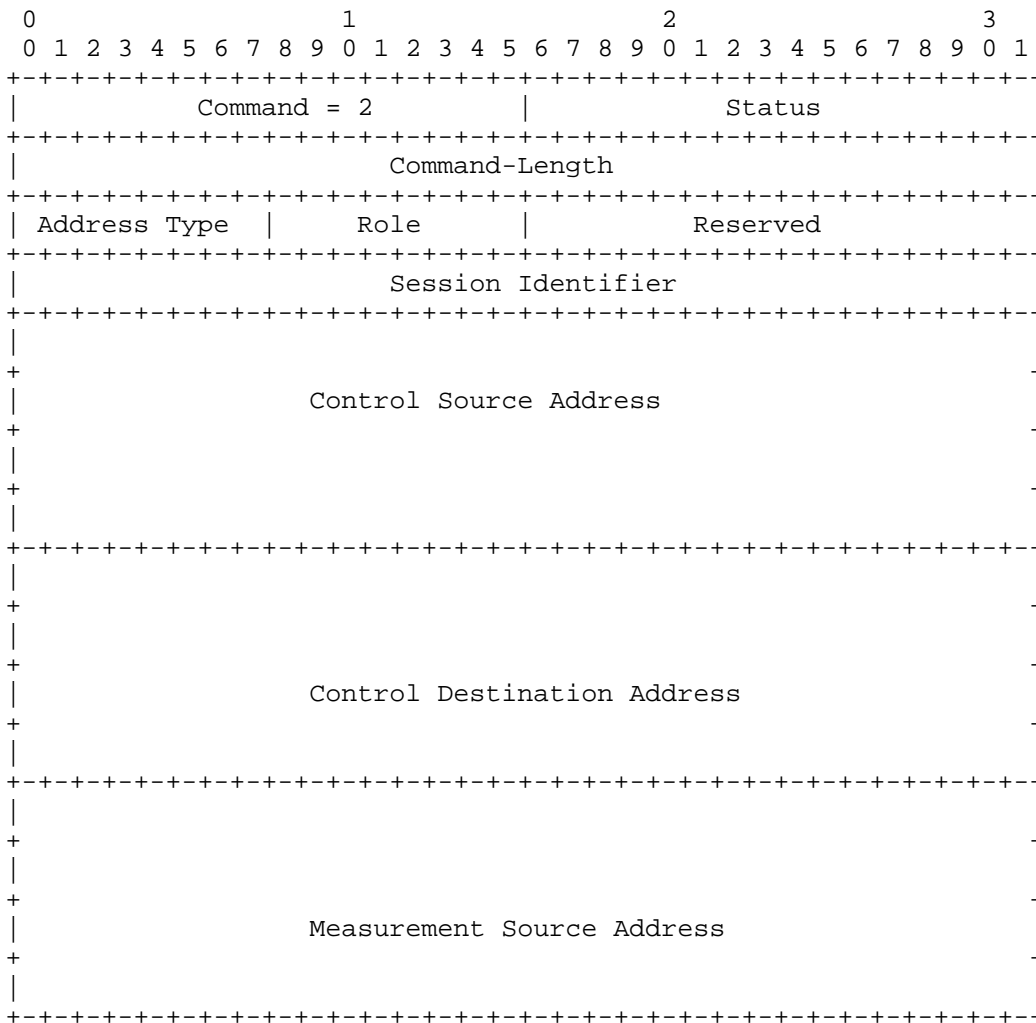 0                   1                   2                   3
0 1 2 3 4 5 6 7 8 9 0 1 2 3 4 5 6 7 8 9 0 1 2 3 4 5 6 7 8 9 0 1
Command = 2 | Status
Command-Length
Address Type | Role | Reserved
Session Identifier
Control Source Address
Control Destination Address
Measurement Source Address